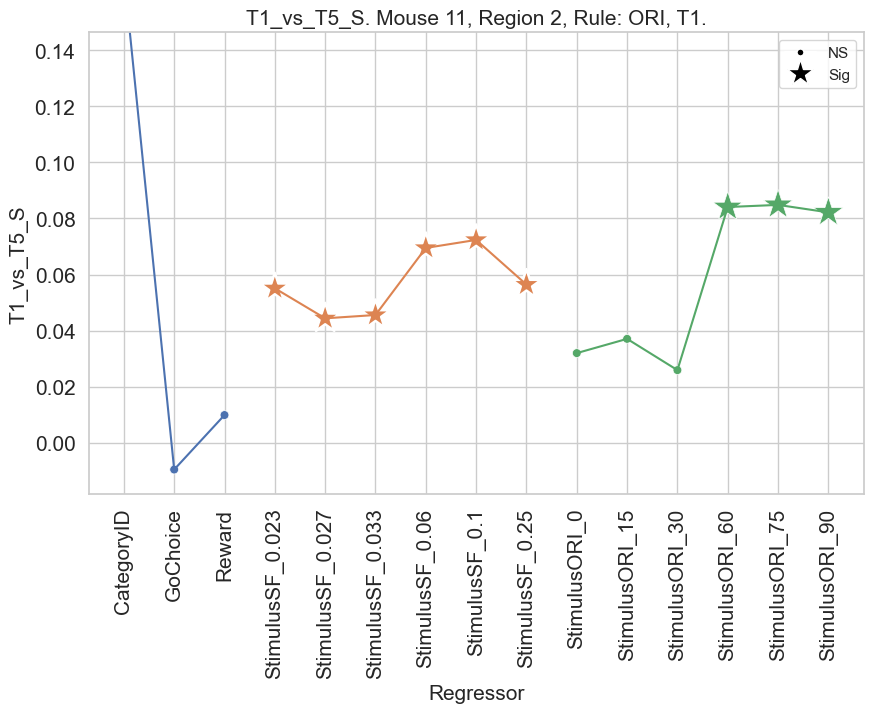 T1_vs_T5_S. Mouse 11, Region 2, Rule: ORI, T1.
NS
Sig
T1_vs_T5_S
0.14
0.12
0.10
0.08
0.06
0.04
0.02
0.00
CategoryID
GoChoice
Reward
StimulusSF_0.023
StimulusSF_0.027
StimulusSF_0.033
StimulusSF_0.06
StimulusSF_0.1
StimulusSF_0.25
StimulusORI_0
StimulusORI_15
StimulusORI_30
StimulusORI_60
StimulusORI_75
StimulusORI_90
Regressor